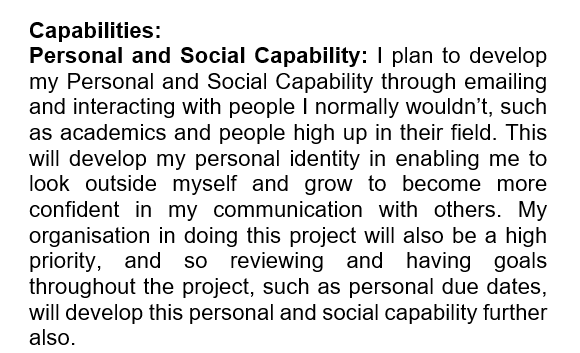 Capabilities:
Personal and Social Capability: I plan to develop
my Personal and Social Capability through emailing
and interacting with people I normally wouldn't, such
as academics and people high up in their field. This
will develop my personal identity in enabling me to
look outside myself and grow to become more
confident in my communication with others. My
organisation in doing this project will also be a high
priority, and so reviewing and having goals
throughout the project, such as personal due dates,
will develop this personal and social capability further
also.